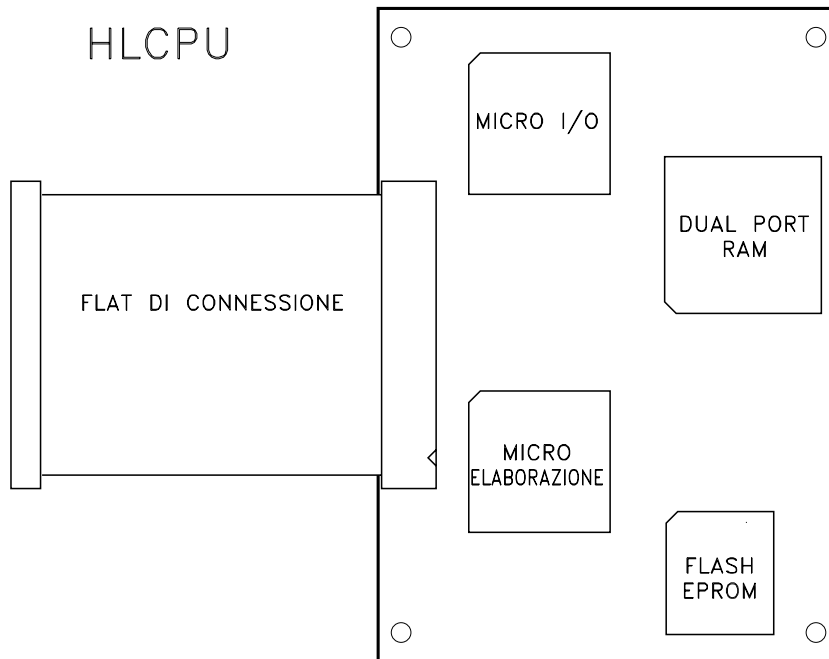 HLCPU
MICRO I/O
DUAL PORT
RAM
FLAT DI CONNESSIONE
MICRO
ELABORAZIONE
FLASH
EPROM